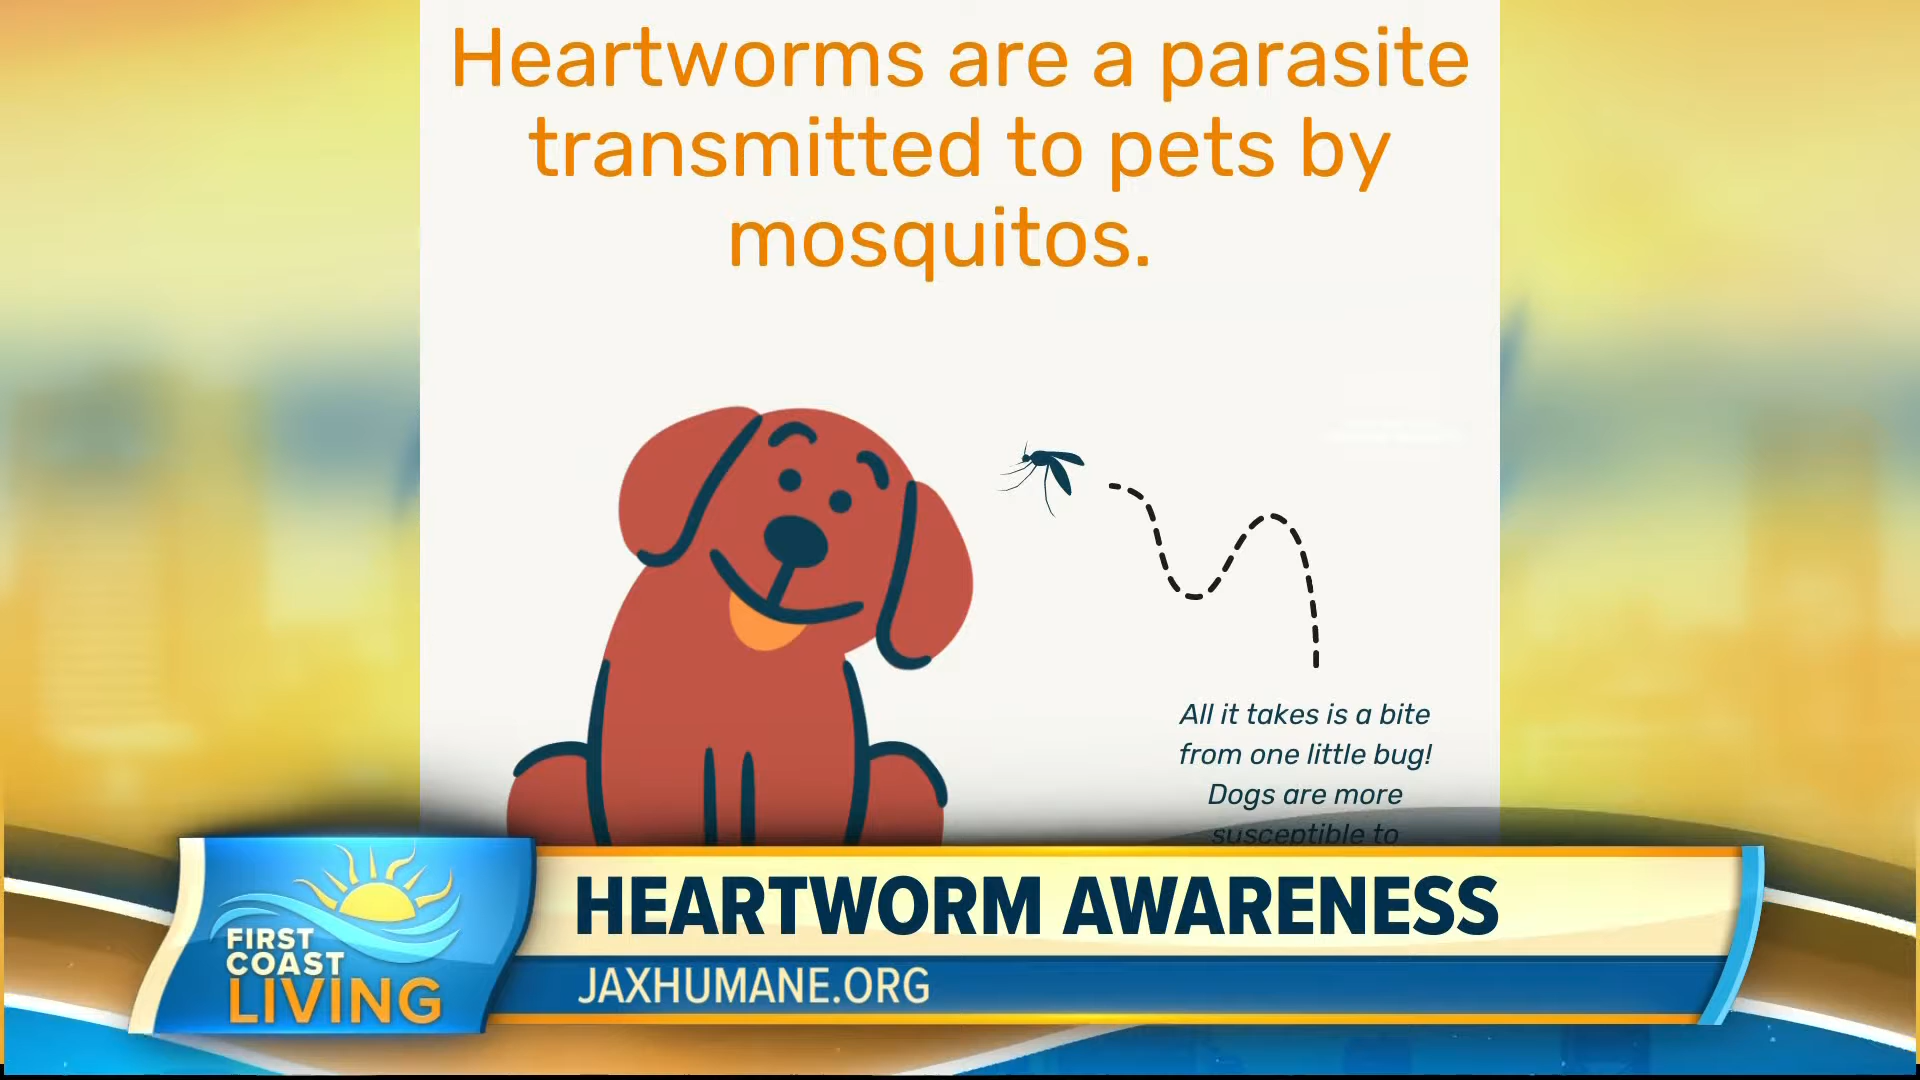 Heartworms are a parasite
transmitted to pets by
mosquitos.
All it takes is a bite
from one little bug!
Dogs are more
susceptible to
HEARTWORM AWARENESS
JAXHUMANE.ORG
FIRST
COAST
LIVING